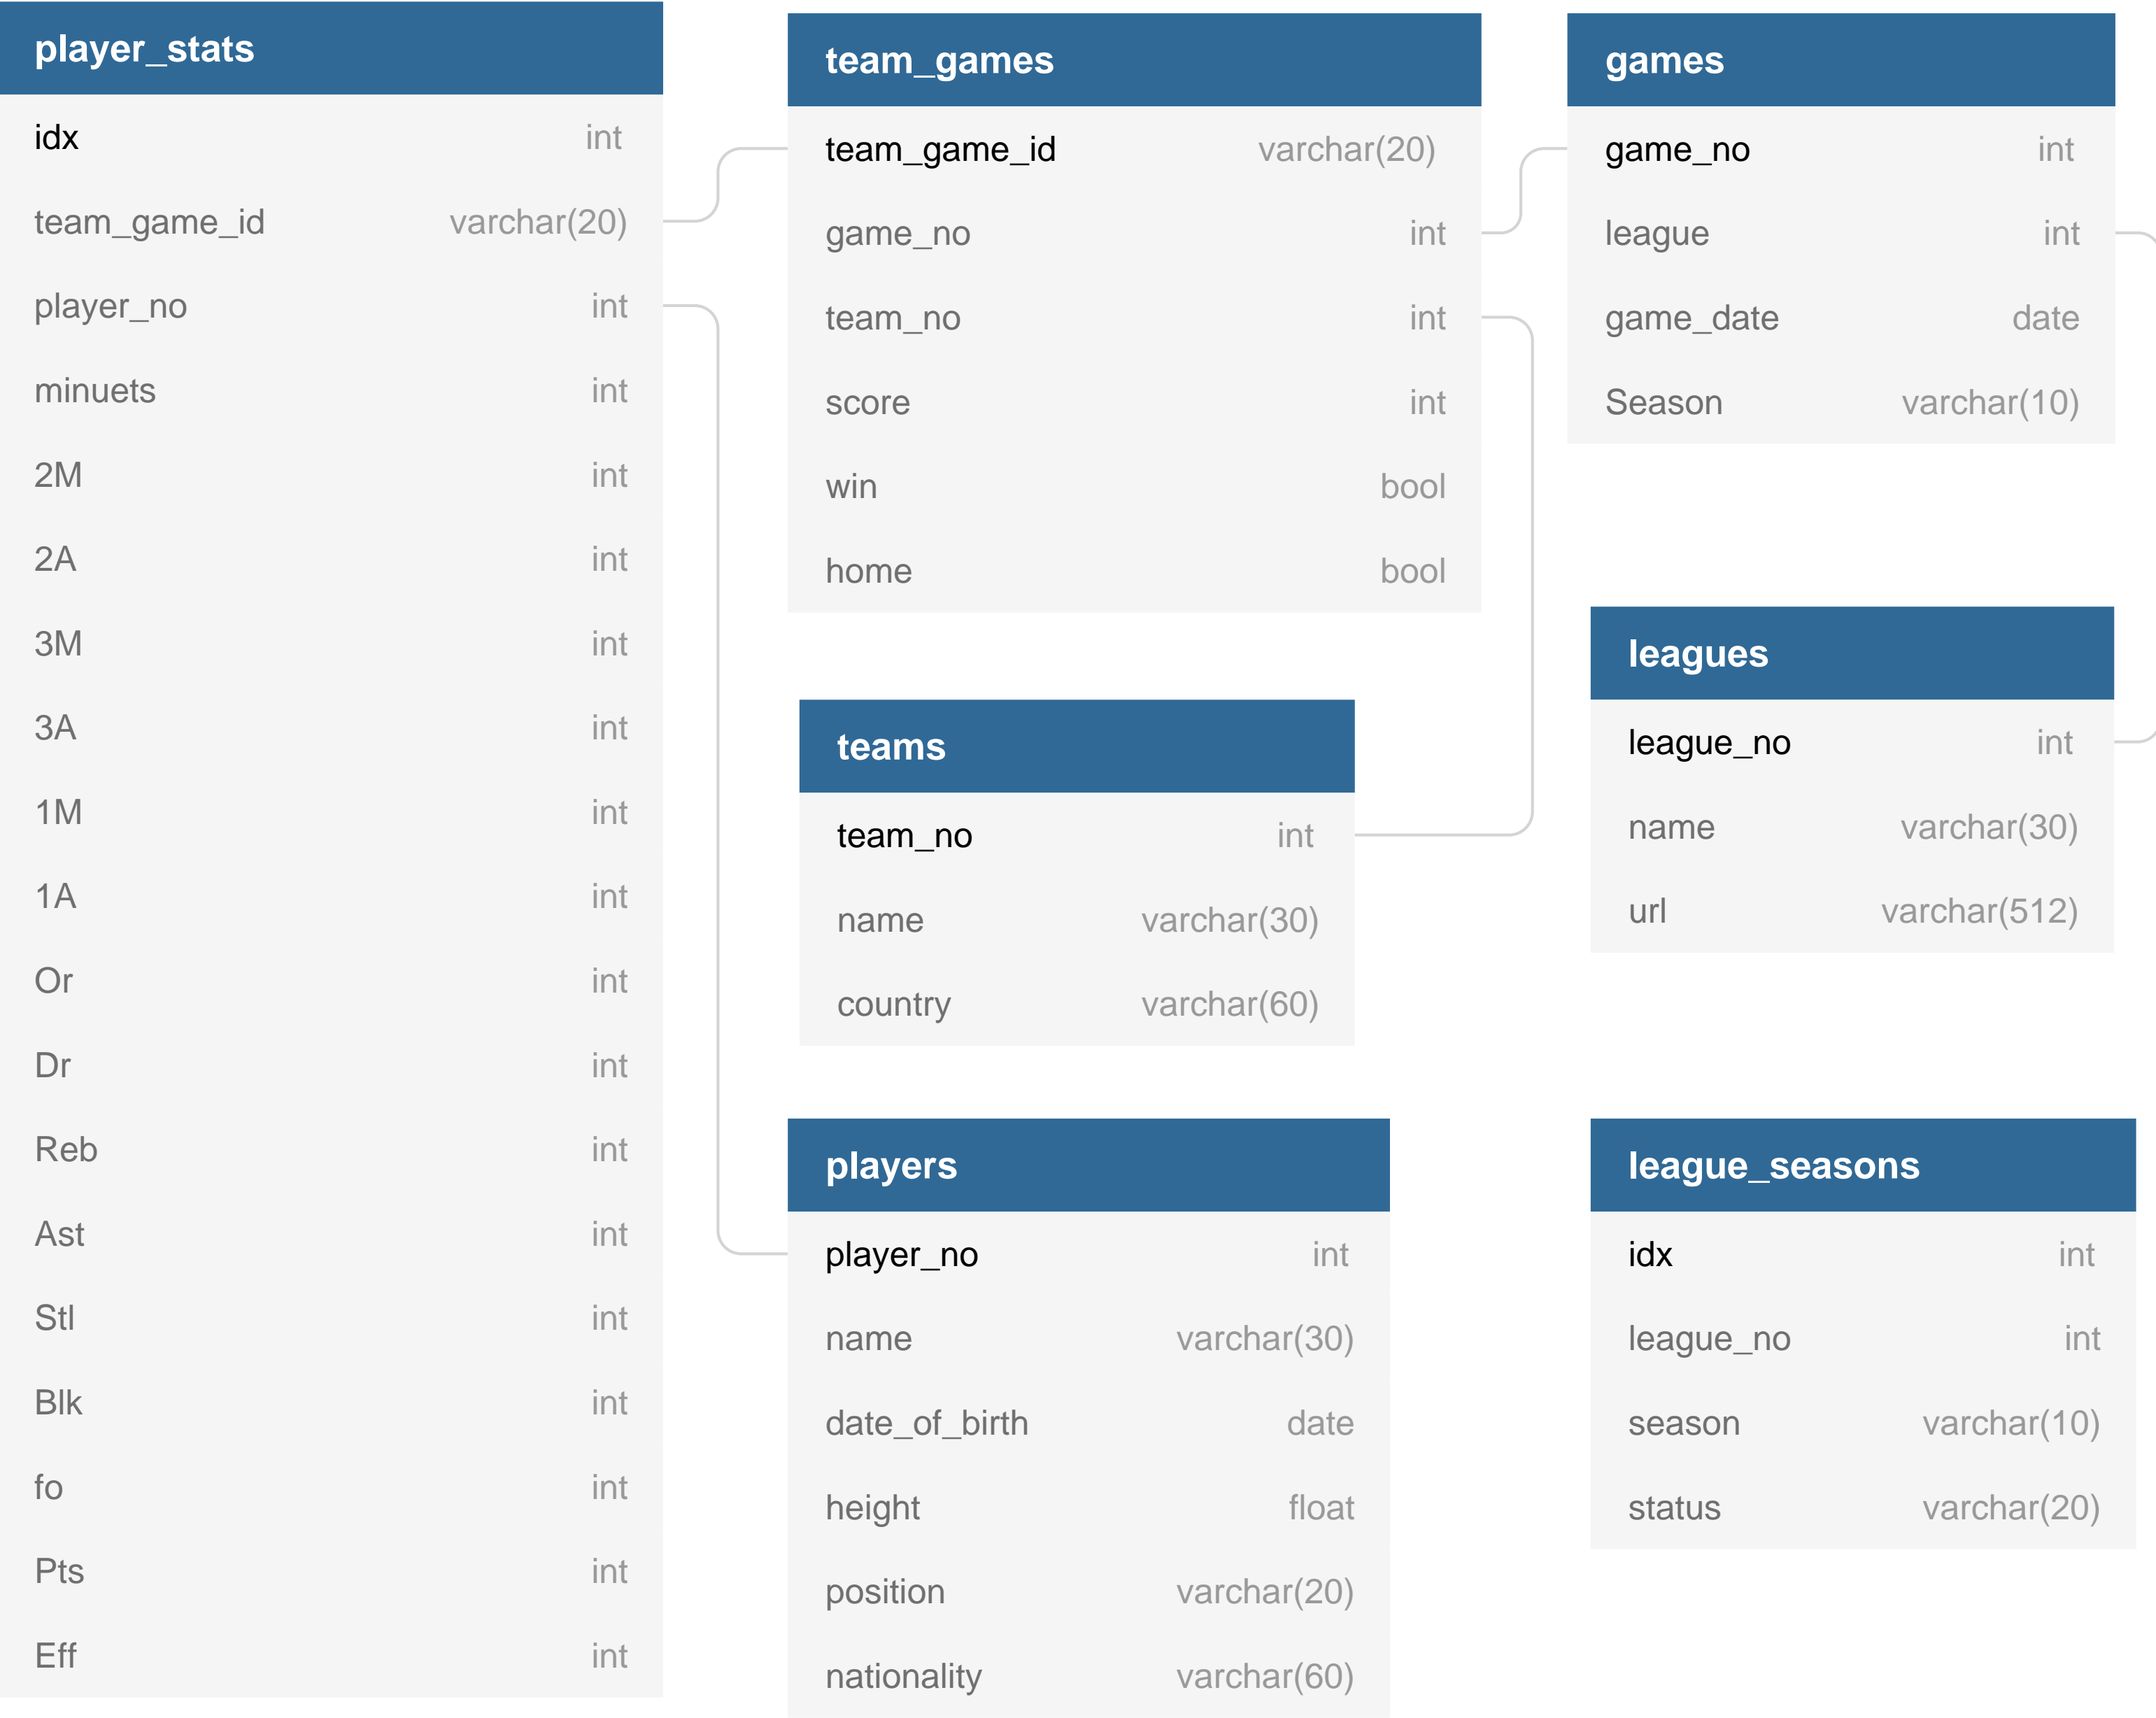 player_stats
idx int
team_game_id varchar(20)
player_no int
minuets int
2M int
2A int
3M int
3A int
1M int
1A int
Or int
Dr int
Reb int
Ast int
Stl int
Blk int
fo int
Pts int
Eff int
team_games
team_game_id varchar(20)
game_no int
team_no int
score int
win bool
home bool
games
game_no int
league int
game_date date
Season varchar(10)
teams
team_no int
name varchar(30)
country varchar(60)
leagues
league_no int
name varchar(30)
url varchar(512)
players
player_no int
name varchar(30)
date_of_birth date
height float
position varchar(20)
nationality varchar(60)
league_seasons
idx int
league_no int
season varchar(10)
status varchar(20)